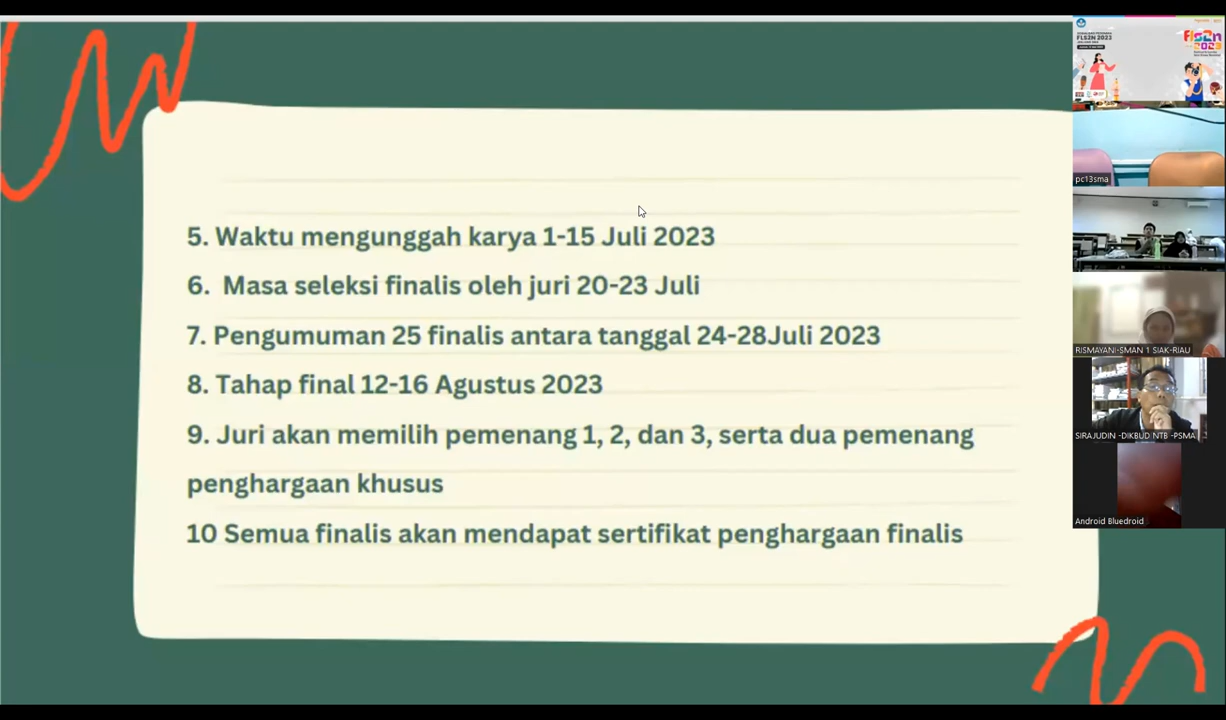 5. Waktu mengunggah karya 1-15 Juli 2023
6. Masa seleksi finalis oleh juri 20-23 Juli
7. Pengumuman 25 finalis antara tanggal 24-28Juli 2023
8. Tahap final 12-16 Agustus 2023
9. Juri akan memilih pemenang 1, 2, dan 3, serta dua pemenang
penghargaan khusus
10 Semua finalis akan mendapat sertifikat penghargaan finalis
FLS2N 2023
Fls2n
2023
pc13sma
RISMAYANI-SMAN 1 SIAK-RIAU
SIRAJUDIN -DIKBUD NTB -PSMA
Android Bluedroid